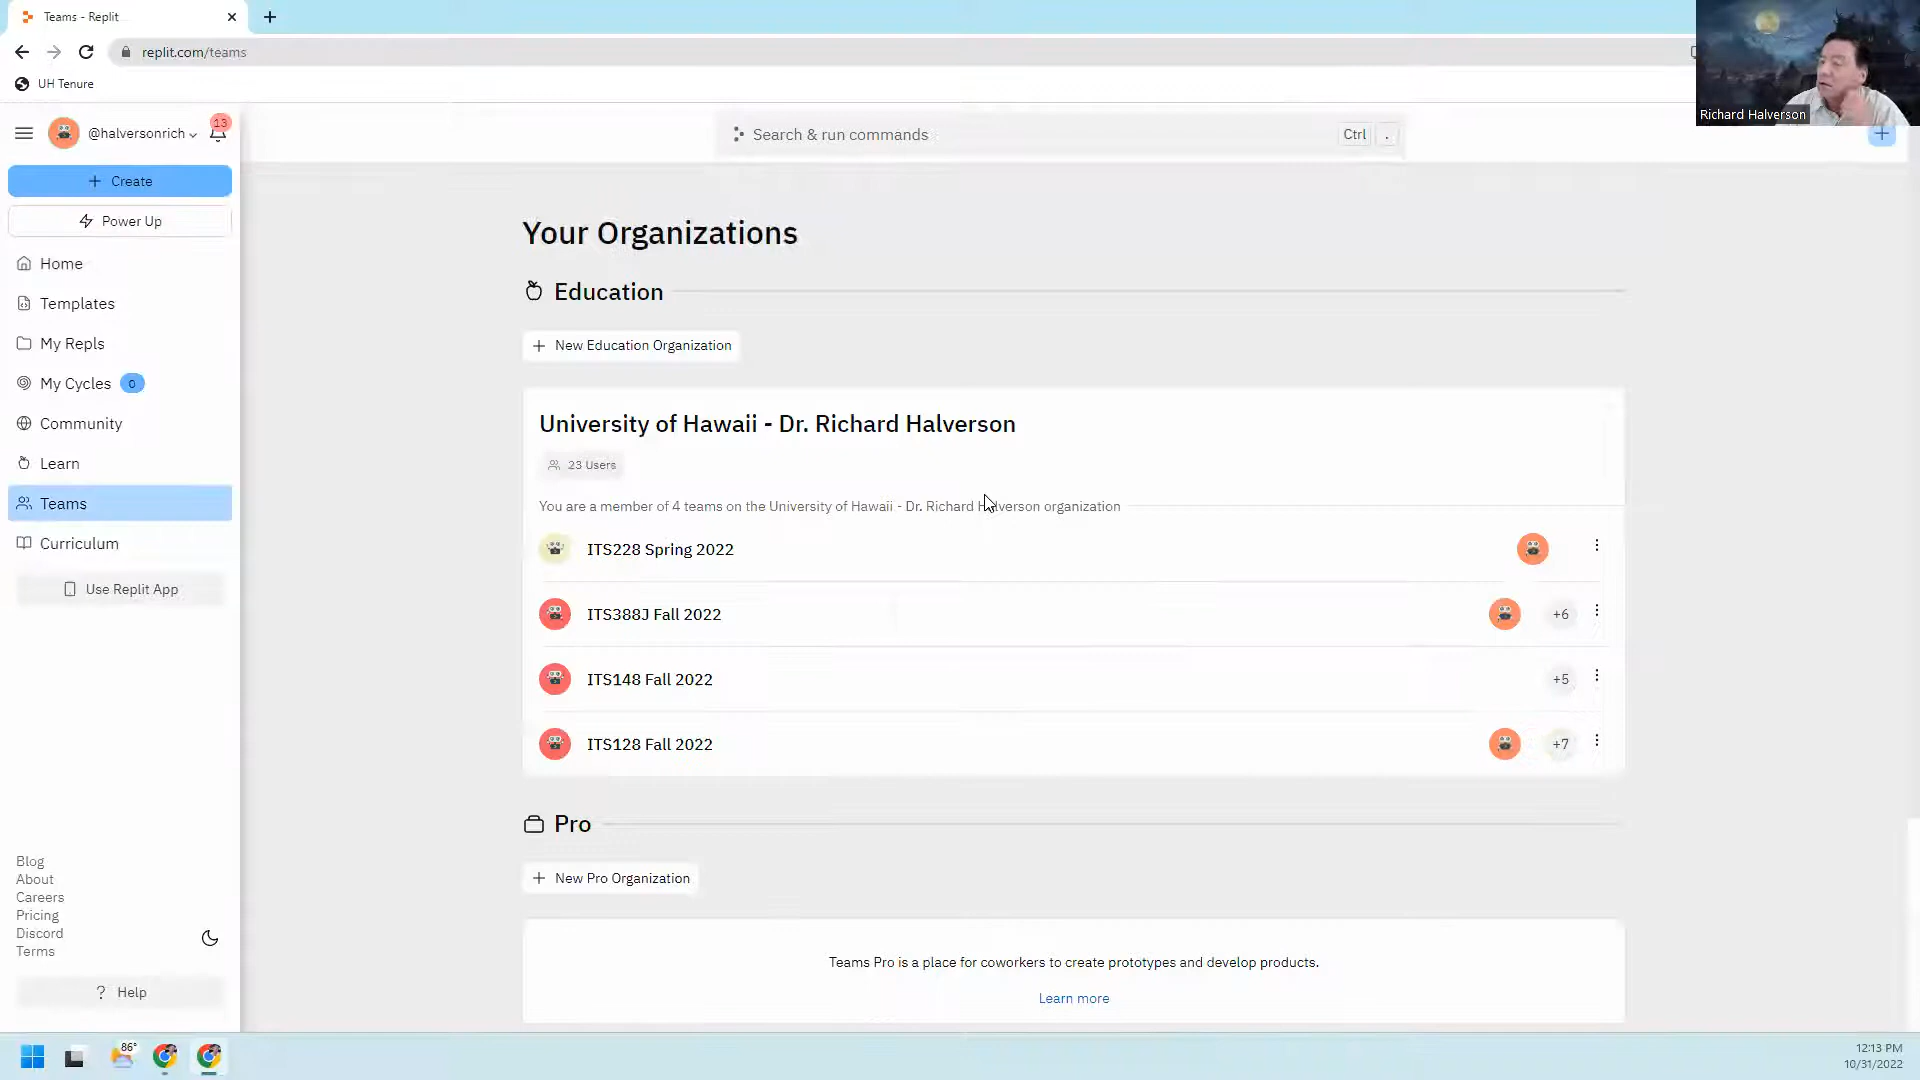 Teams - Replit
replit.com/teams
UH Tenure
@halversonrich
13
Search & run commands
Ctrl
.
Richard Halverson
Create
Power Up
Home
Templates
My Repls
My Cycles 0
Community
Learn
Teams
Curriculum
Use Replit App
Your Organizations
Education
New Education Organization
University of Hawaii - Dr. Richard Halverson
23 Users
You are a member of 4 teams on the University of Hawaii - Dr. Richard Halverson organization
ITS228 Spring 2022
ITS388J Fall 2022
+6
ITS148 Fall 2022
+5
ITS128 Fall 2022
+7
Pro
New Pro Organization
Teams Pro is a place for coworkers to create prototypes and develop products.
Learn more
Blog
About
Careers
Pricing
Discord
Terms
? Help
86°
12:13 PM
10/31/2022